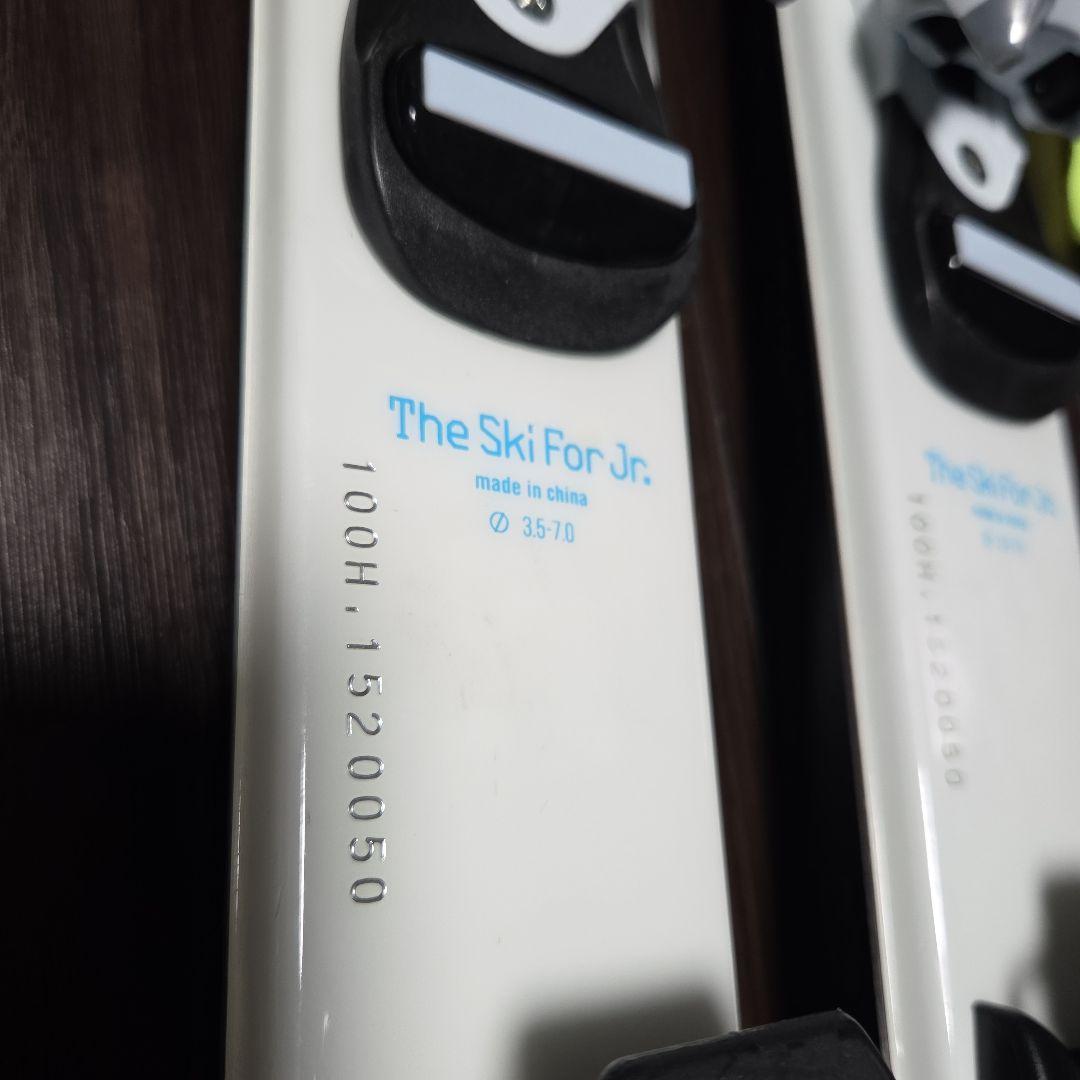 The Ski For Jr.
made in china
Ø 3.5-7.0
100H.1520050
The Ski For Jr.
100H.1520050